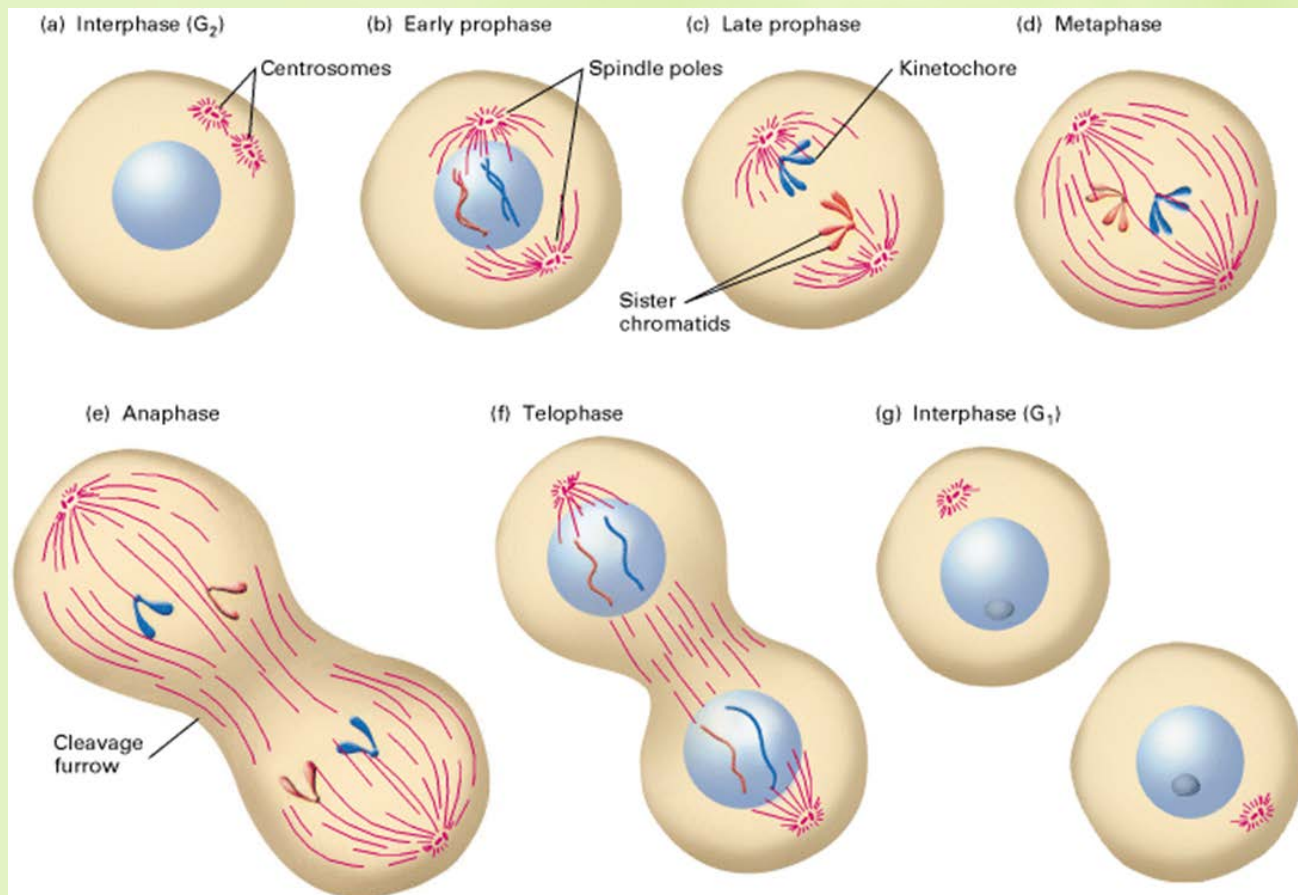 (a) Interphase (G₂)
(b) Early prophase
(c) Late prophase
(d) Metaphase
Centrosomes
Spindle poles
Kinetochore
Sister
chromatids
(e) Anaphase
(f) Telophase
(g) Interphase (G₁)
Cleavage
furrow